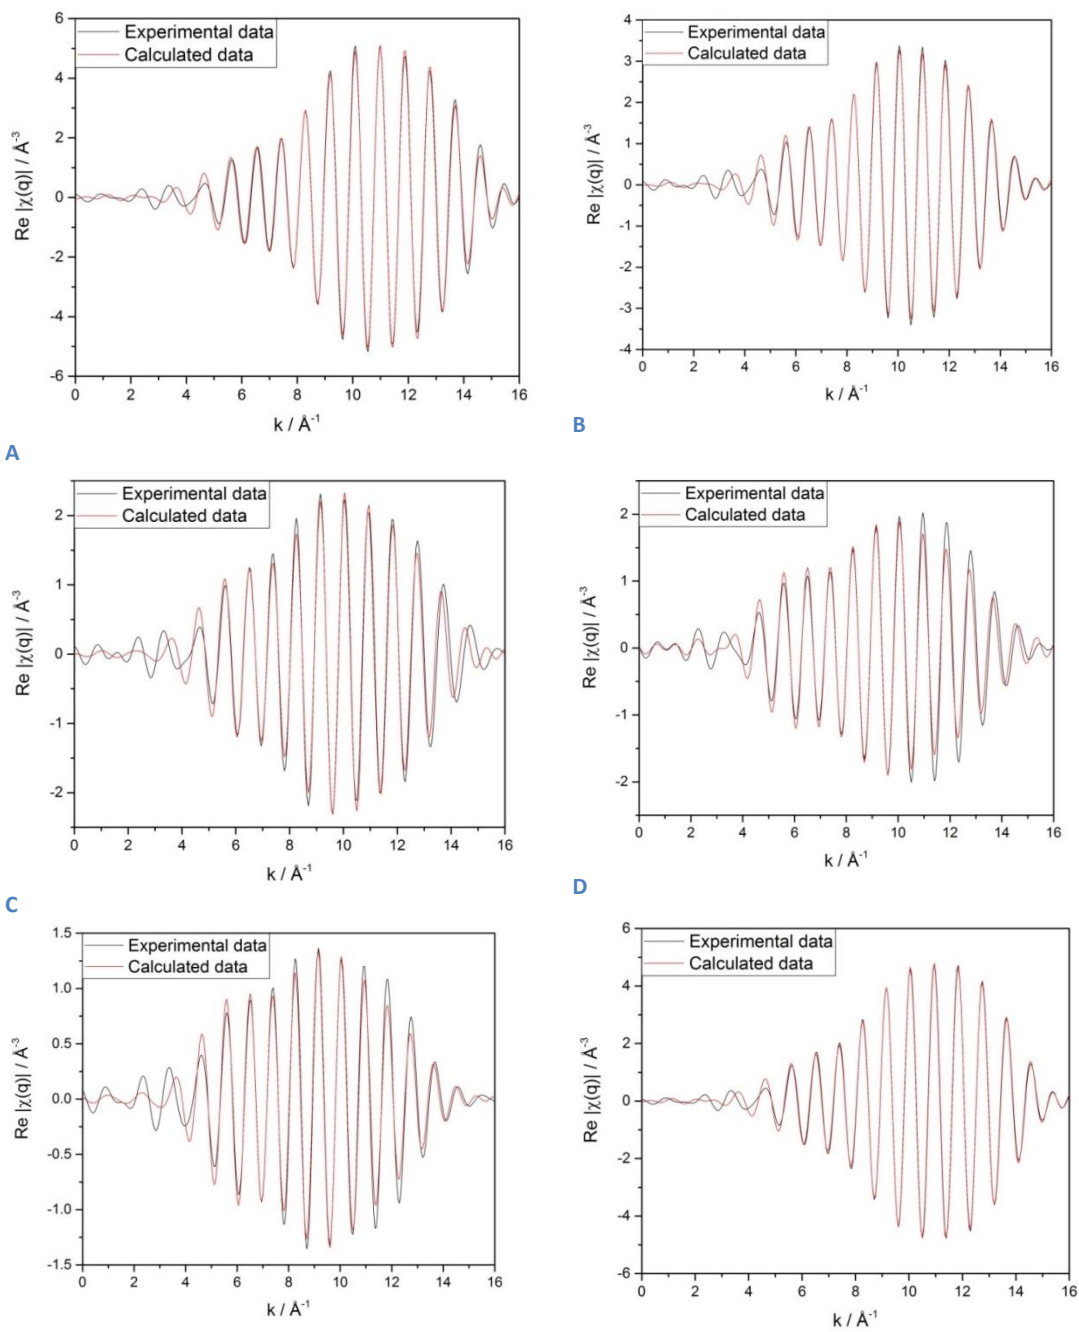 Experimental data
Calculated data
6
4
2
0
-2
-4
-6
Re |χ(q)| / Å⁻³
0 2 4 6 8 10 12 14 16
k / Å⁻¹
A
Experimental data
Calculated data
4
3
2
1
0
-1
-2
-3
-4
Re |χ(q)| / Å⁻³
0 2 4 6 8 10 12 14 16
k / Å⁻¹
B
Experimental data
Calculated data
2
1
0
-1
-2
Re |χ(q)| / Å⁻³
0 2 4 6 8 10 12 14 16
k / Å⁻¹
C
Experimental data
Calculated data
2
1
0
-1
-2
Re |χ(q)| / Å⁻³
0 2 4 6 8 10 12 14 16
k / Å⁻¹
D
Experimental data
Calculated data
1.5
1.0
0.5
0.0
-0.5
-1.0
-1.5
Re |χ(q)| / Å⁻³
0 2 4 6 8 10 12 14 16
k / Å⁻¹
Experimental data
Calculated data
6
4
2
0
-2
-4
-6
Re |χ(q)| / Å⁻³
0 2 4 6 8 10 12 14 16
k / Å⁻¹